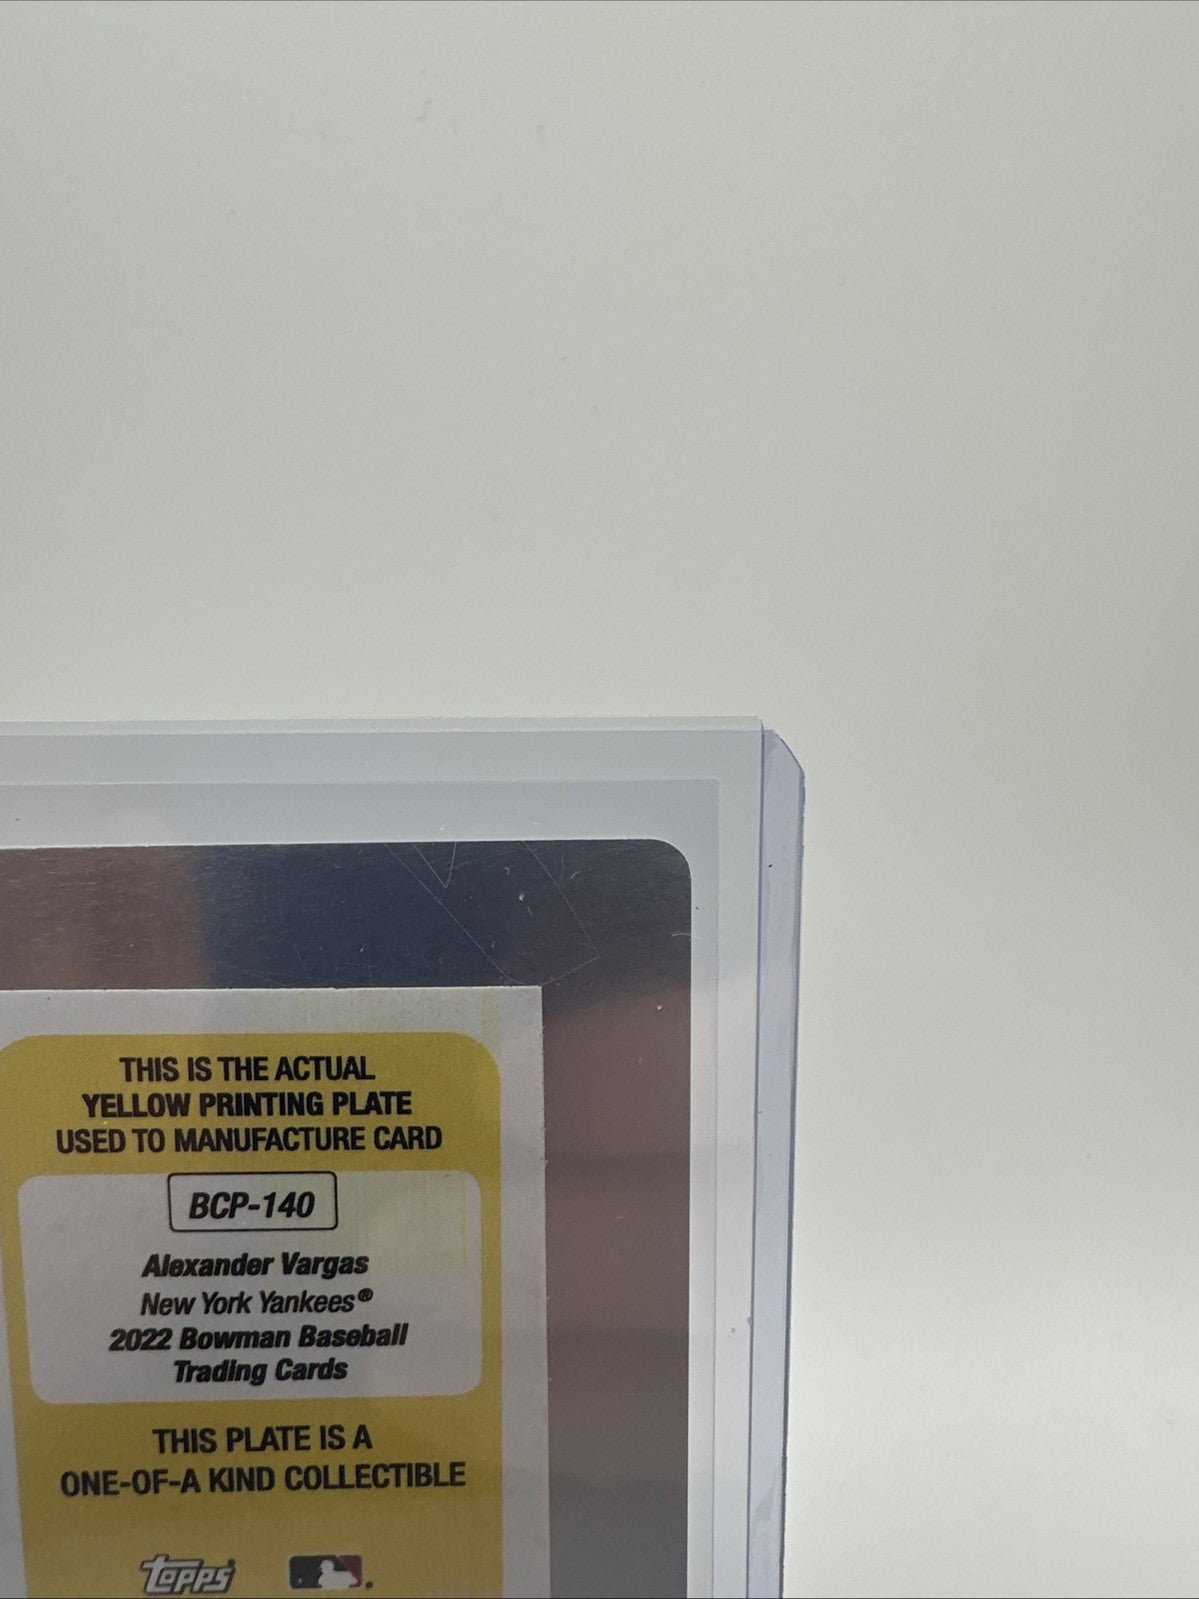 THIS IS THE ACTUAL
YELLOW PRINTING PLATE
USED TO MANUFACTURE CARD
BCP-140
Alexander Vargas
New York Yankees®
2022 Bowman Baseball
Trading Cards
THIS PLATE IS A
ONE-OF-A KIND COLLECTIBLE
topps